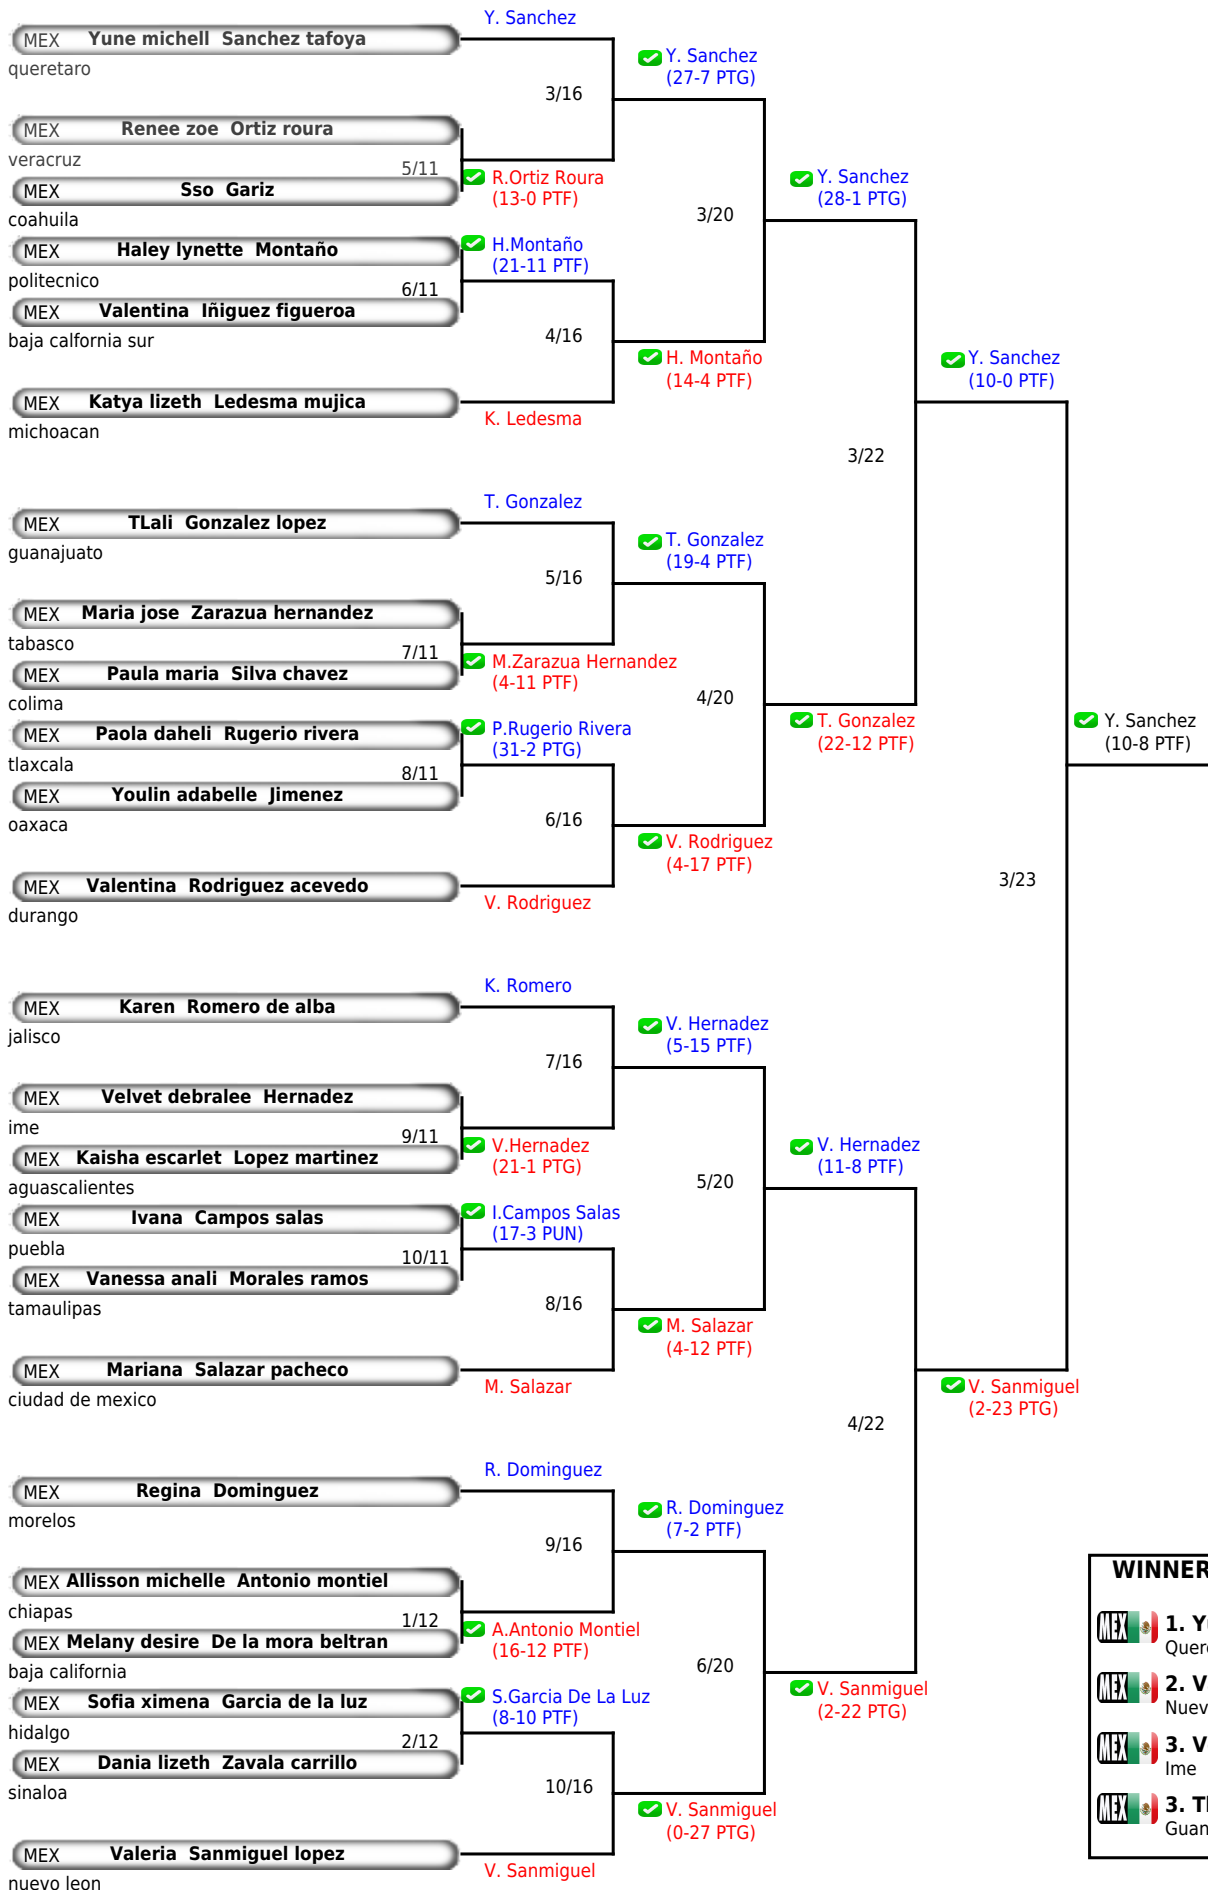 Y. Sanchez
MEX Yune michell Sanchez tafoya
queretaro
Y. Sanchez
(27-7 PTG)
3/16
MEX Renee zoe Ortiz roura
veracruz
5/11
R.Ortiz Roura
(13-0 PTF)
MEX Sso Gariz
coahuila
Y. Sanchez
(28-1 PTG)
3/20
MEX Haley lynette Montaño
politecnico
H.Montaño
(21-11 PTF)
6/11
MEX Valentina Iñiguez figueroa
baja calfornia sur
4/16
H. Montaño
(14-4 PTF)
Y. Sanchez
(10-0 PTF)
MEX Katya lizeth Ledesma mujica
michoacan
K. Ledesma
3/22
T. Gonzalez
MEX TLali Gonzalez lopez
guanajuato
T. Gonzalez
(19-4 PTF)
5/16
MEX Maria jose Zarazua hernandez
tabasco
7/11
M.Zarazua Hernandez
(4-11 PTF)
MEX Paula maria Silva chavez
colima
4/20
T. Gonzalez
(22-12 PTF)
Y. Sanchez
(10-8 PTF)
MEX Paola daheli Rugerio rivera
tlaxcala
P.Rugerio Rivera
(31-2 PTG)
8/11
MEX Youlin adabelle Jimenez
oaxaca
6/16
V. Rodriguez
(4-17 PTF)
MEX Valentina Rodriguez acevedo
durango
V. Rodriguez
3/23
K. Romero
MEX Karen Romero de alba
jalisco
V. Hernadez
(5-15 PTF)
7/16
MEX Velvet debralee Hernadez
ime
9/11
V.Hernadez
(21-1 PTG)
MEX Kaisha escarlet Lopez martinez
aguascalientes
V. Hernadez
(11-8 PTF)
5/20
MEX Ivana Campos salas
puebla
I.Campos Salas
(17-3 PUN)
10/11
MEX Vanessa anali Morales ramos
tamaulipas
8/16
M. Salazar
(4-12 PTF)
MEX Mariana Salazar pacheco
ciudad de mexico
M. Salazar
V. Sanmiguel
(2-23 PTG)
4/22
R. Dominguez
MEX Regina Dominguez
morelos
R. Dominguez
(7-2 PTF)
9/16
MEX Allisson michelle Antonio montiel
chiapas
1/12
A.Antonio Montiel
(16-12 PTF)
MEX Melany desire De la mora beltran
baja california
6/20
V. Sanmiguel
(2-22 PTG)
MEX Sofia ximena Garcia de la luz
hidalgo
S.Garcia De La Luz
(8-10 PTF)
2/12
MEX Dania lizeth Zavala carrillo
sinaloa
10/16
V. Sanmiguel
(0-27 PTG)
MEX Valeria Sanmiguel lopez
nuevo leon
V. Sanmiguel
WINNER
MEX 1. Y
Quer
MEX 2. V
Nuev
MEX 3. V
Ime
MEX 3. Tl
Guan